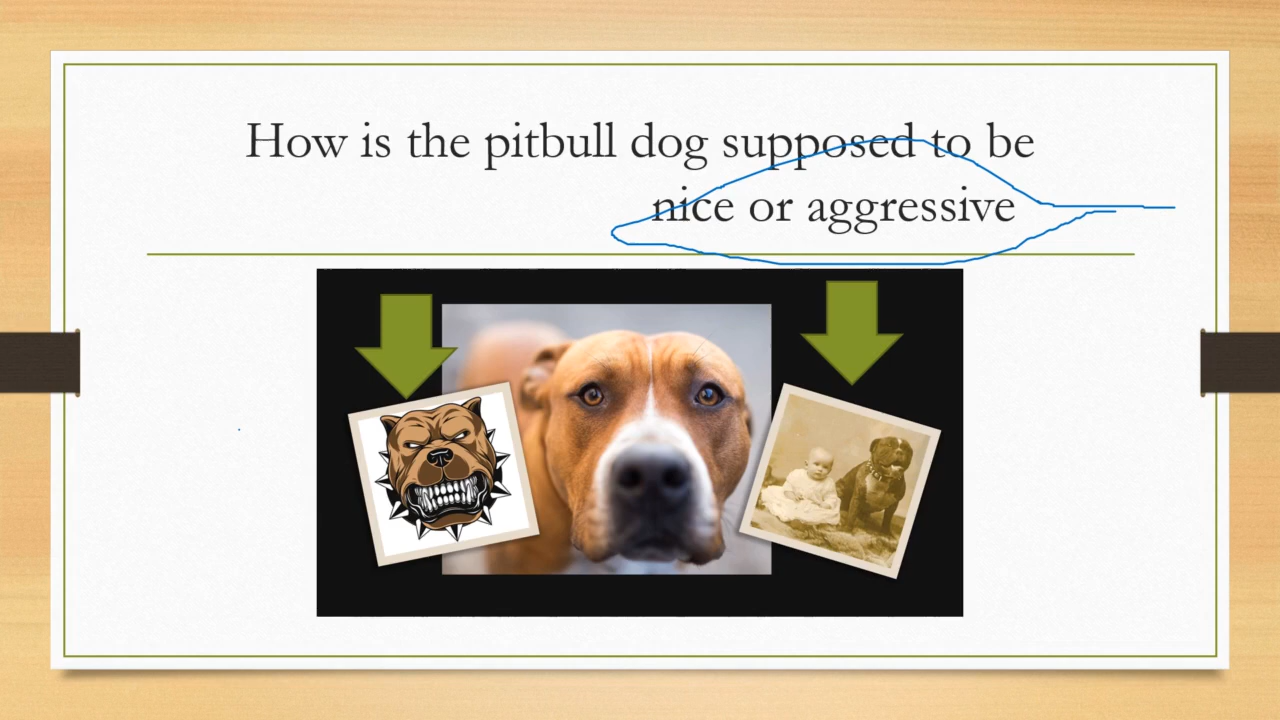 How is the pitbull dog supposed to be
nice or aggressive